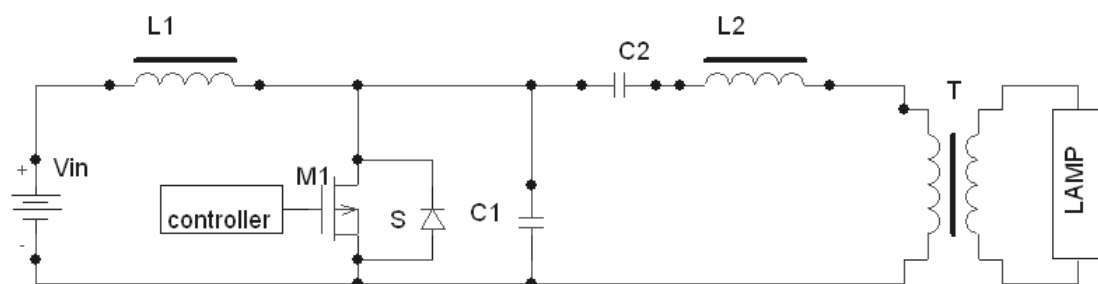 L1
C2
L2
T
+
Vin
-
M1
controller
S
C1
LAMP